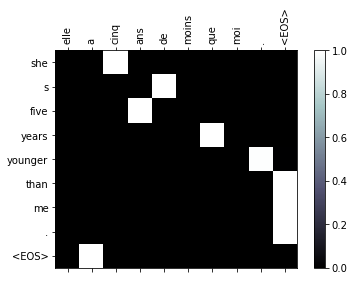 elle a cinq ans de moins que moi . <EOS>
she
s
five
years
younger
than
me
.
<EOS>
1.0
0.8
0.6
0.4
0.2
0.0